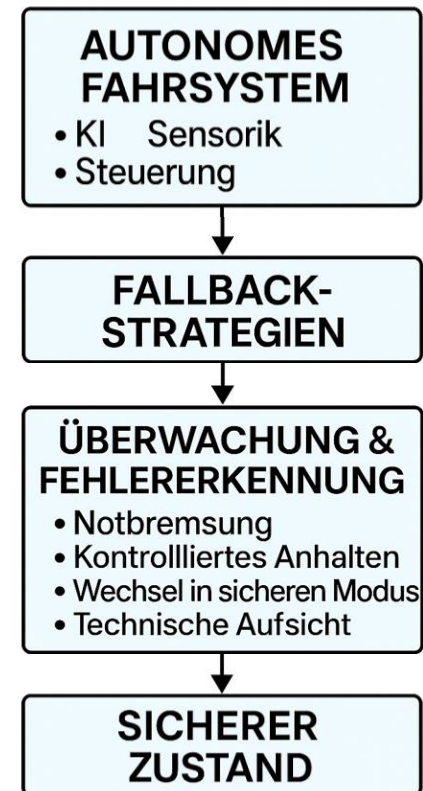 AUTONOMES
FAHRSYSTEM
• KI Sensorik
• Steuerung
FALLBACK-
STRATEGIEN
ÜBERWACHUNG &
FEHLERERKENNUNG
• Notbremsung
• Kontrollliertes Anhalten
• Wechsel in sicheren Modus
• Technische Aufsicht
SICHERER
ZUSTAND